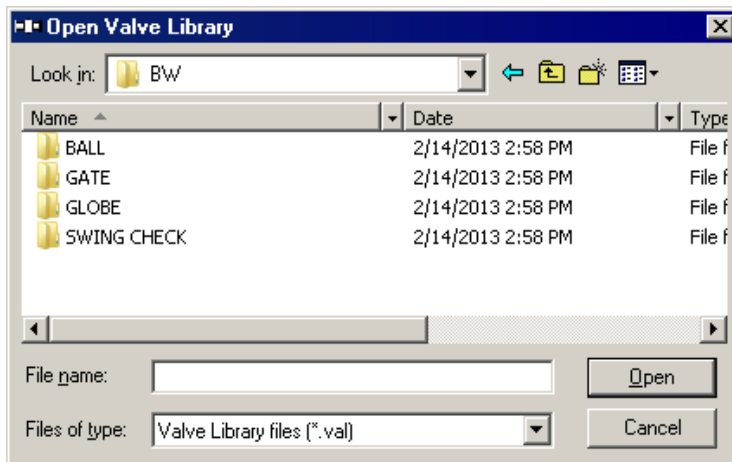 Open Valve Library
Look in: BW
Name Date Type
BALL 2/14/2013 2:58 PM File f
GATE 2/14/2013 2:58 PM File f
GLOBE 2/14/2013 2:58 PM File f
SWING CHECK 2/14/2013 2:58 PM File f
File name: Open
Files of type: Valve Library files (*.val) Cancel